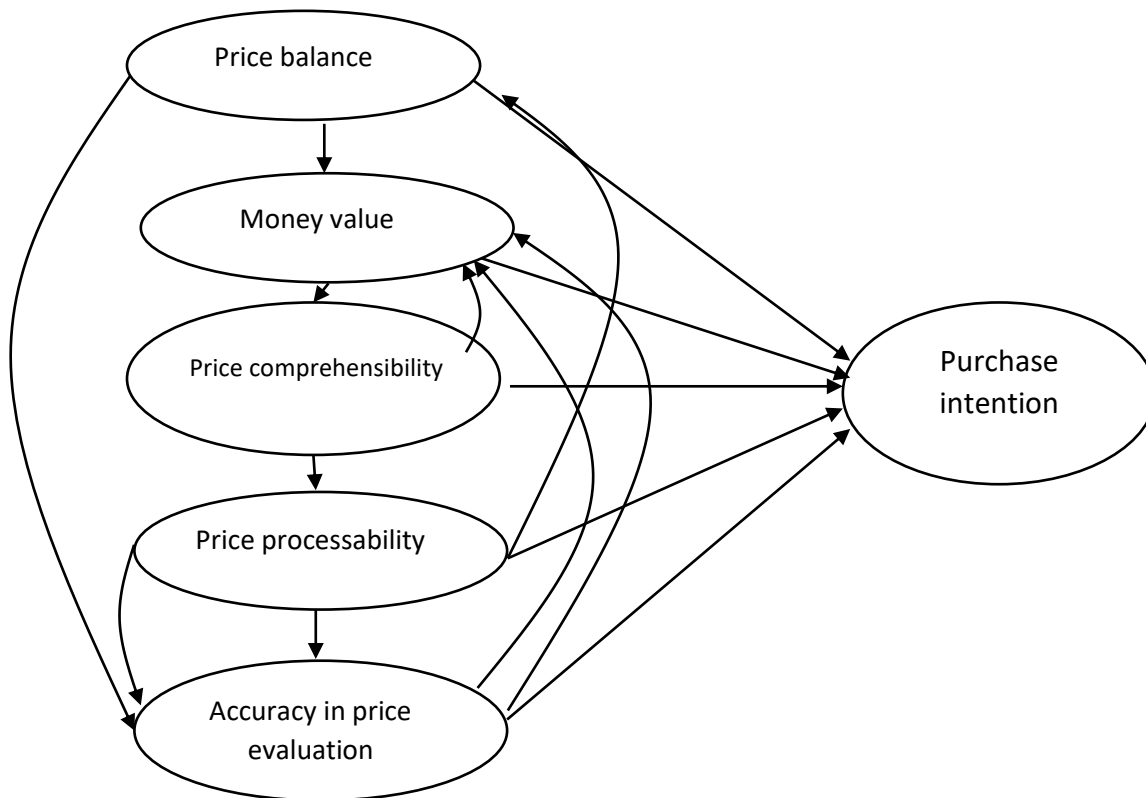 Price balance
Money value
Price comprehensibility
Purchase
intention
Price processability
Accuracy in price
evaluation